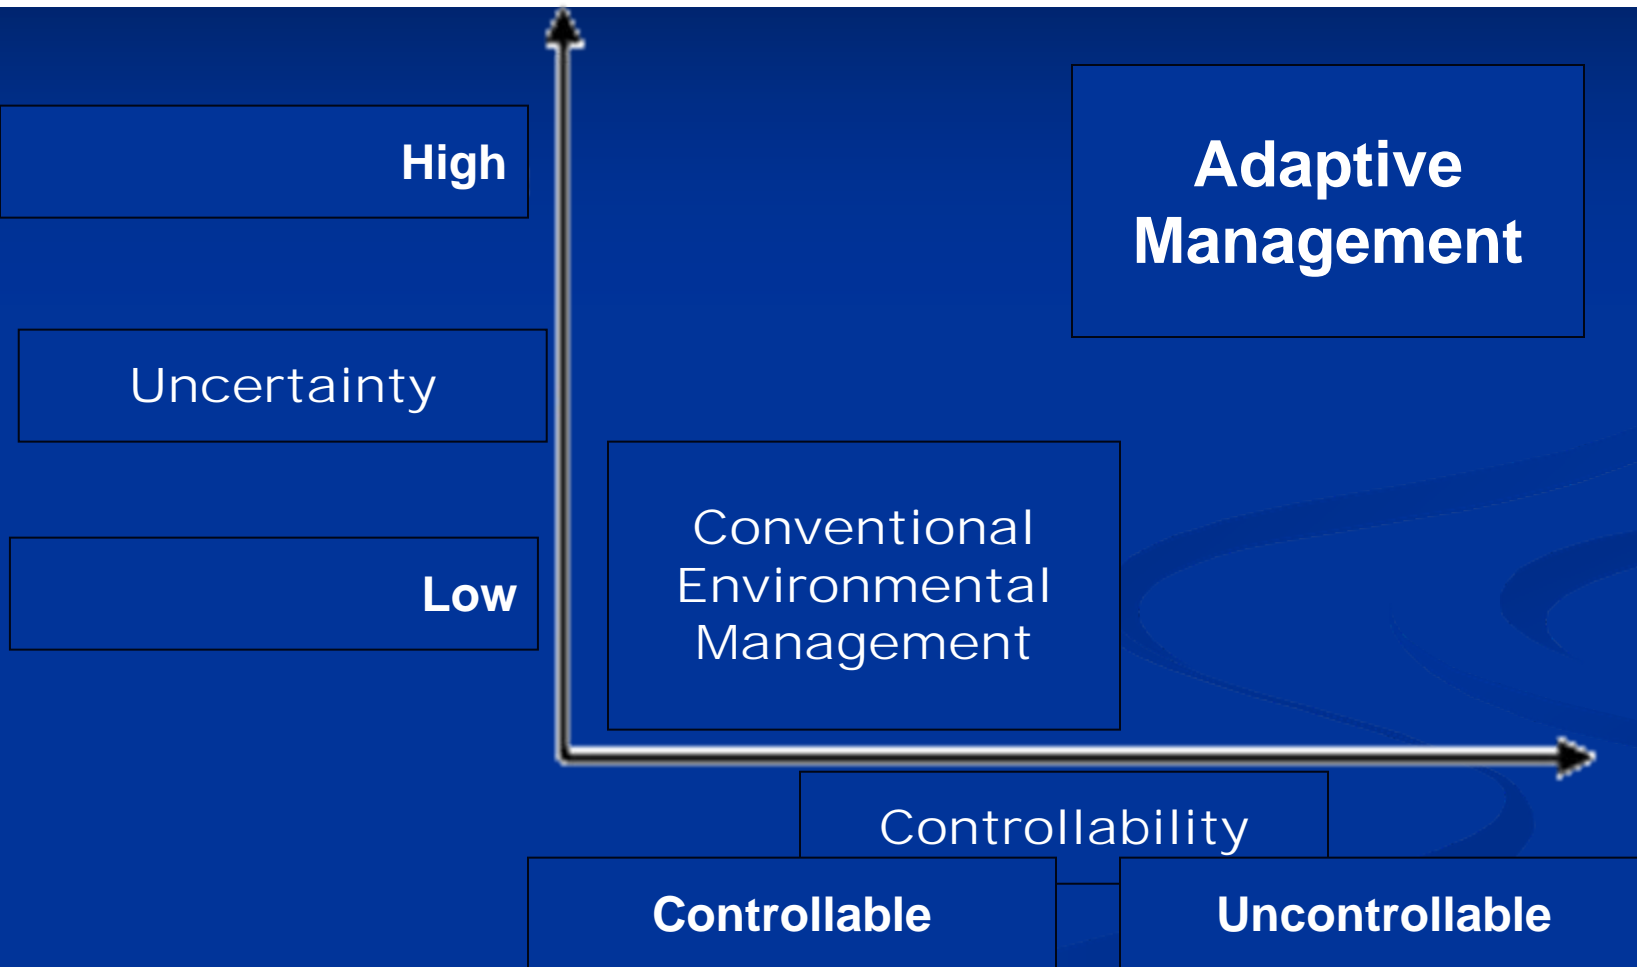 High
Adaptive
Management
Uncertainty
Conventional
Environmental
Management
Low
Controllability
Controllable
Uncontrollable